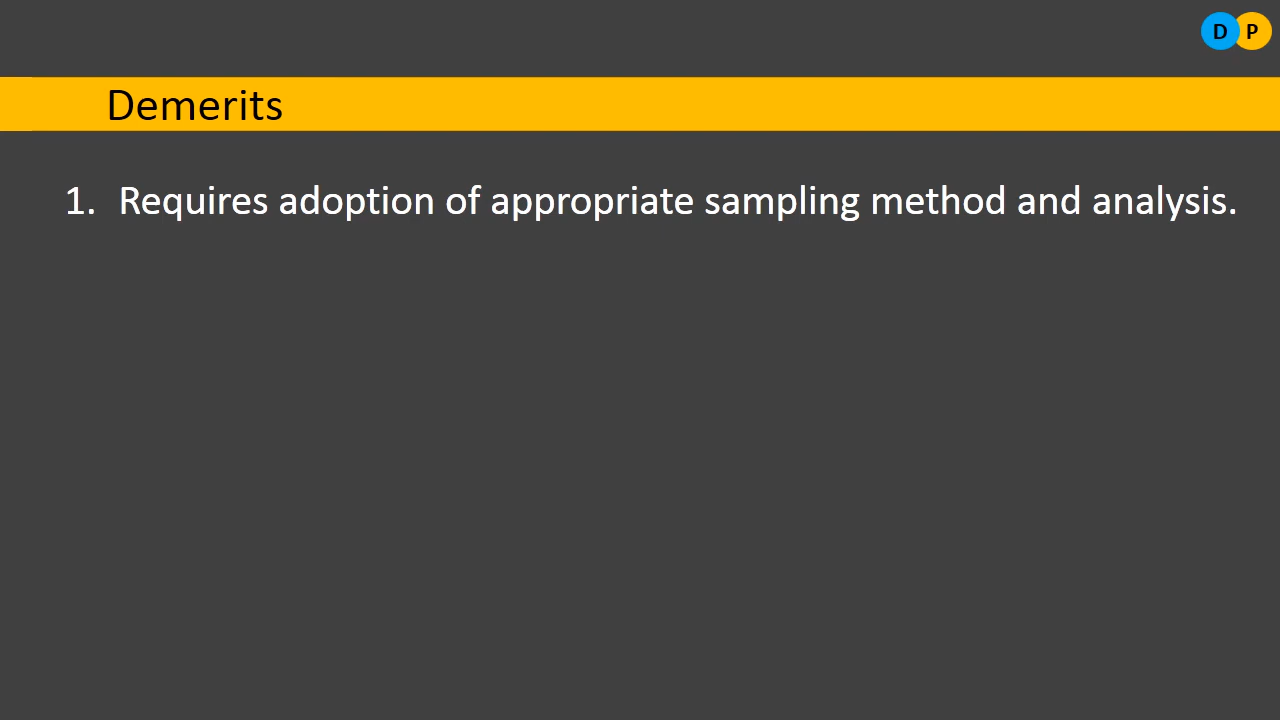 D P
Demerits
1. Requires adoption of appropriate sampling method and analysis.